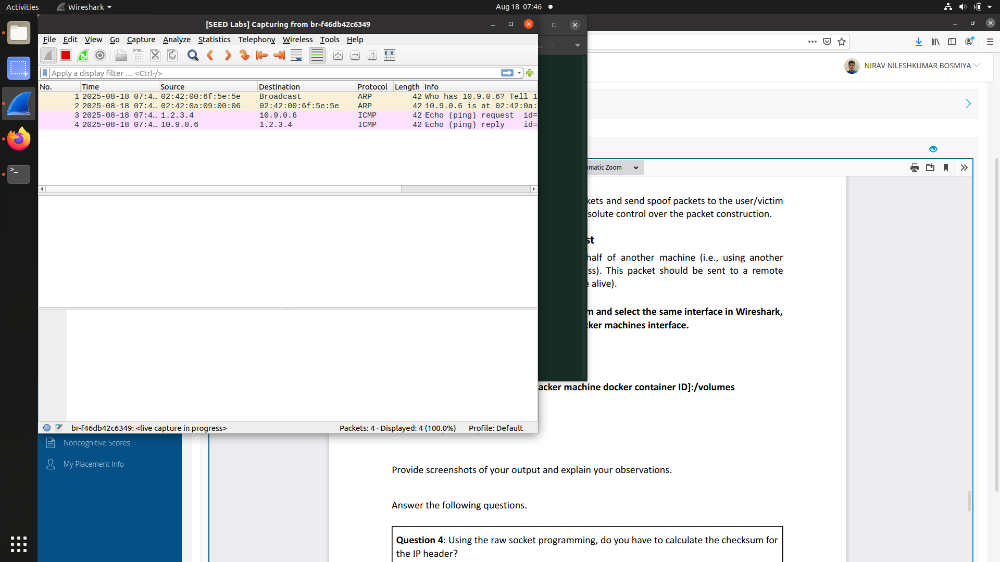 Activities
Wireshark
Aug 18 07:46
[SEED Labs] Capturing from br-f46db42c6349
File Edit View Go Capture Analyze Statistics Telephony Wireless Tools Help
Apply a display filter … <Ctrl-/>
No. Time Source Destination Protocol Length Info
1 2025-08-18 07:4… 02:42:00:6f:5e:5e Broadcast ARP 42 Who has 10.9.0.6? Tell 1
2 2025-08-18 07:4… 02:42:0a:09:00:06 02:42:00:6f:5e:5e ARP 42 10.9.0.6 is at 02:42:0a:
3 2025-08-18 07:4… 1.2.3.4 10.9.0.6 ICMP 42 Echo (ping) request id=
4 2025-08-18 07:4… 10.9.0.6 1.2.3.4 ICMP 42 Echo (ping) reply id=
br-f46db42c6349: <live capture in progress>
Packets: 4 · Displayed: 4 (100.0%)
Profile: Default
NIRAV NILESHKUMAR BOSMIYA
omatic Zoom
kets and send spoof packets to the user/victim
solute control over the packet construction.
st
half of another machine (i.e., using another
ss). This packet should be sent to a remote
e alive).
m and select the same interface in Wireshark,
cker machines interface.
acker machine docker container ID]:/volumes
Noncognitive Scores
My Placement Info
Provide screenshots of your output and explain your observations.
Answer the following questions.
Question 4: Using the raw socket programming, do you have to calculate the checksum for
the IP header?